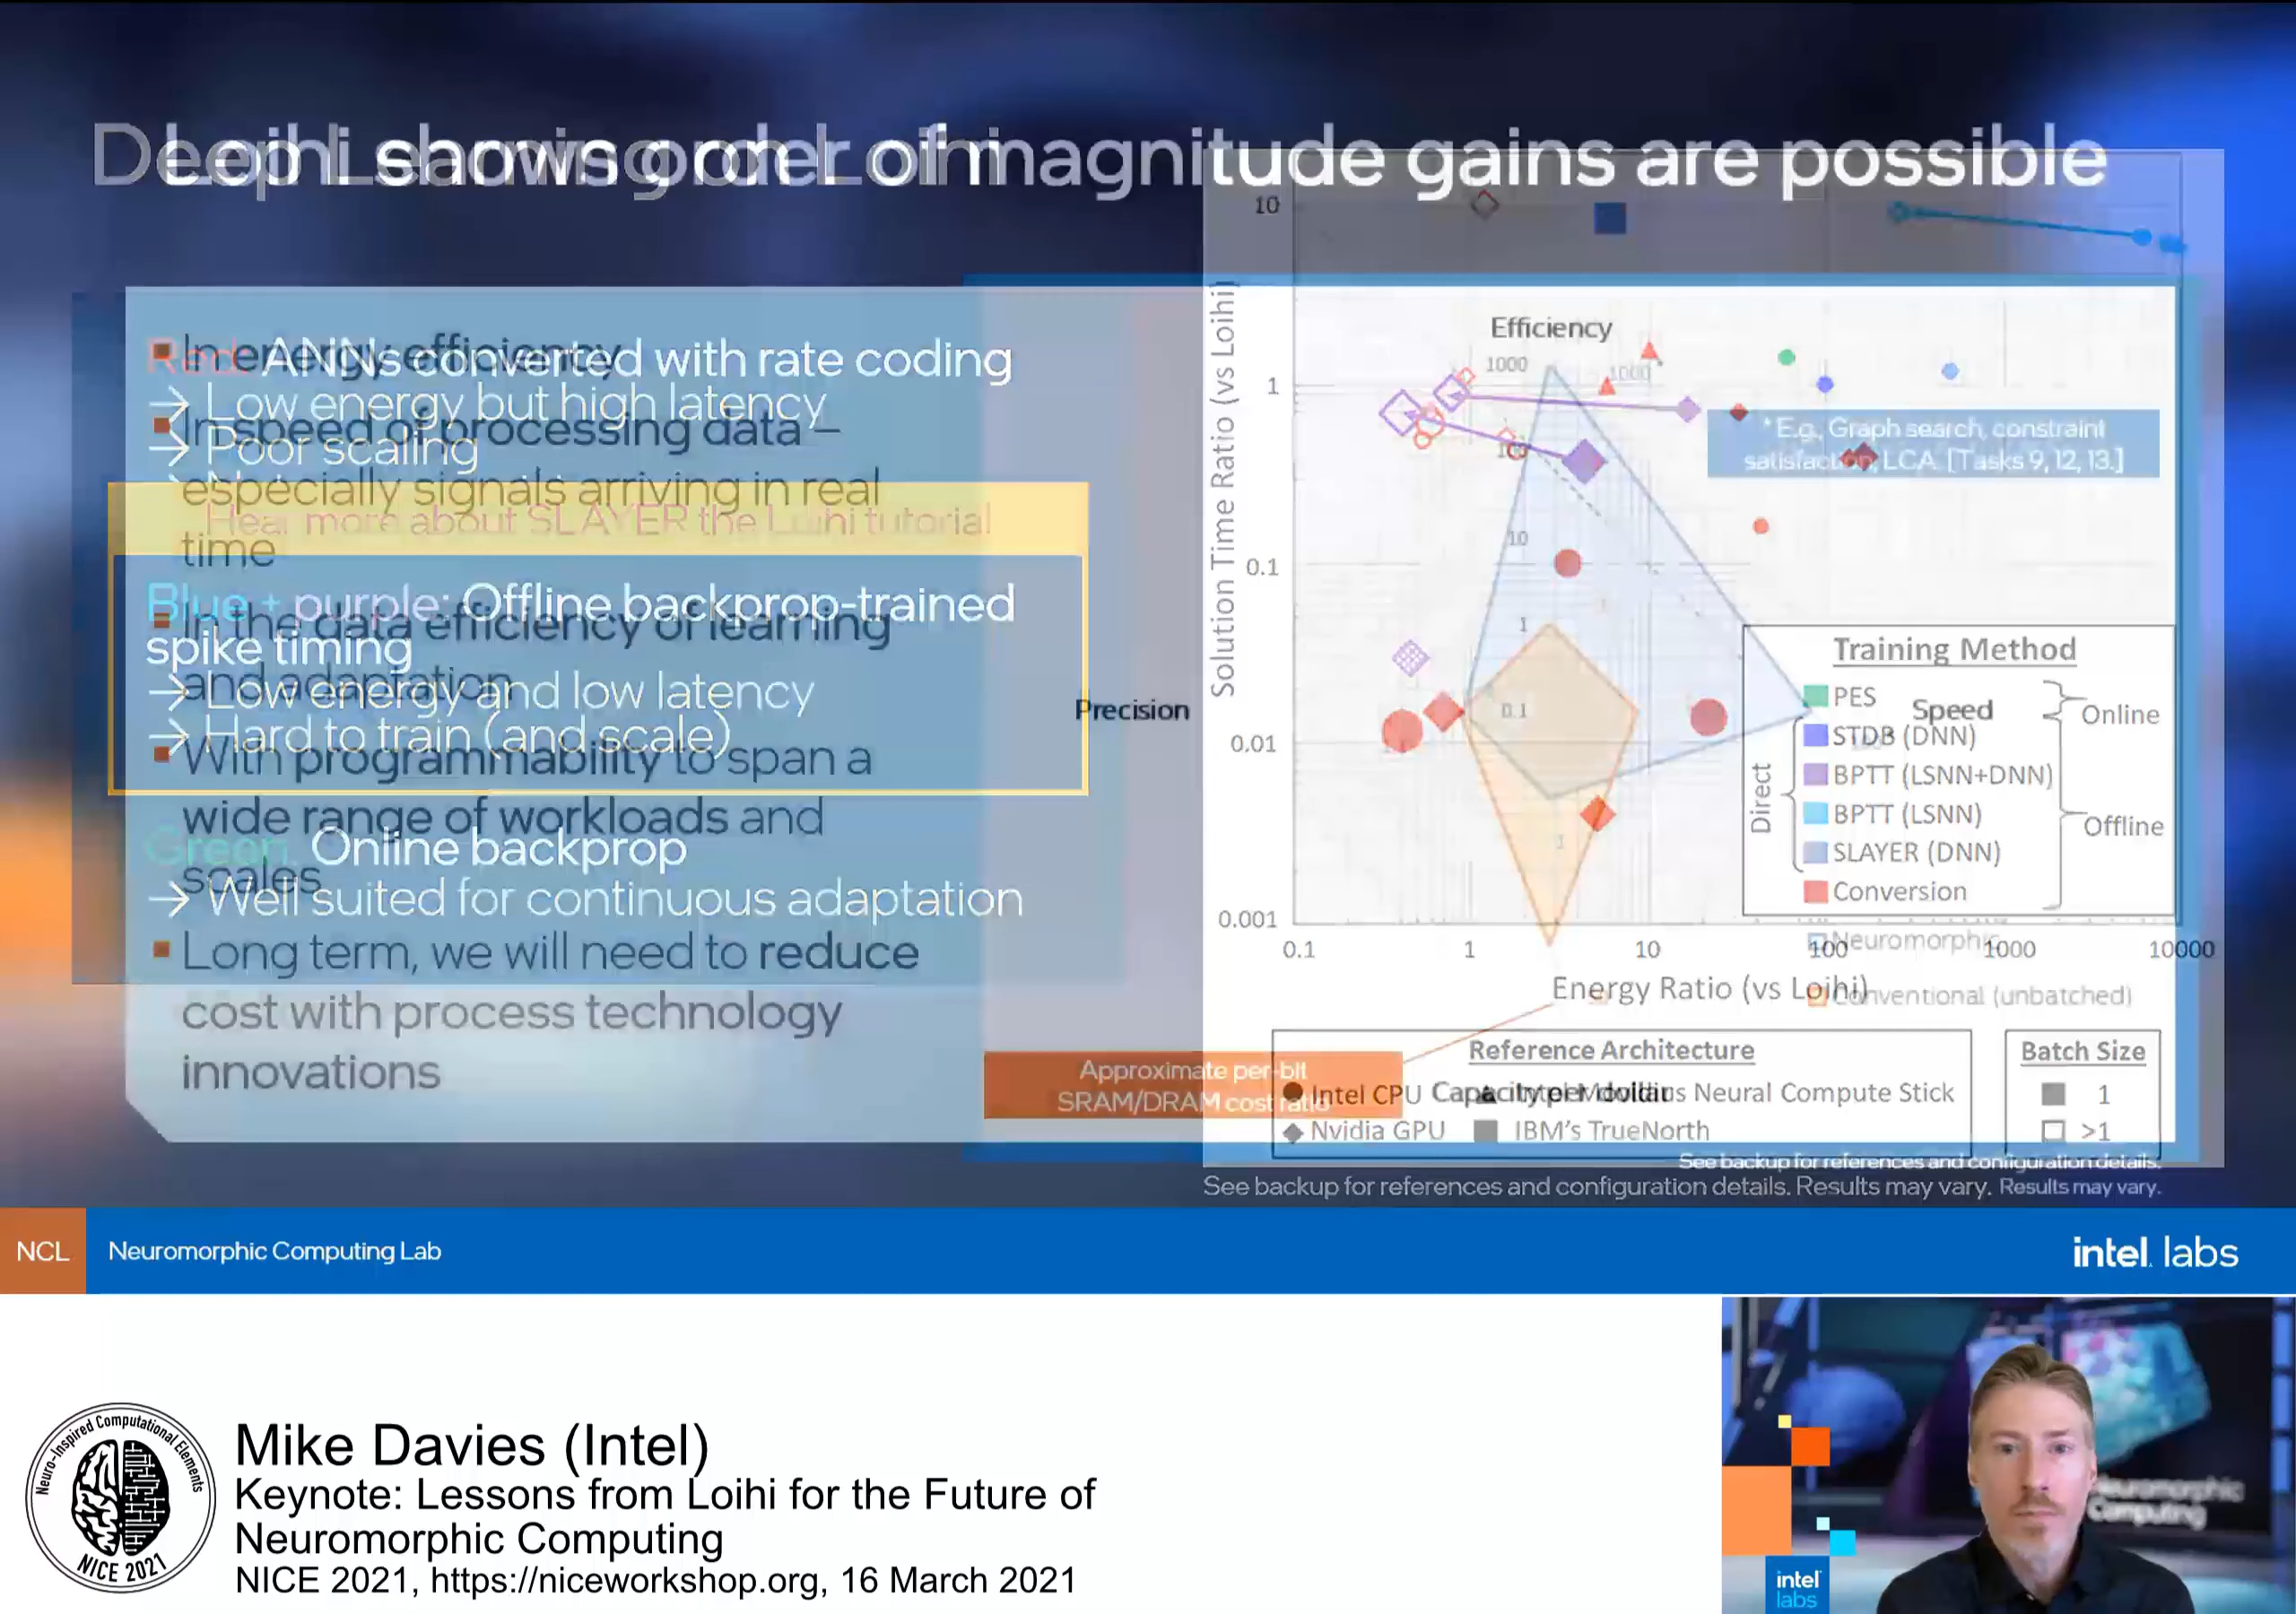 Deep Learning on Loihi
Loihi shows order of magnitude gains are possible
Red: ANNs converted with rate coding
→ Low energy but high latency
→ Poor scaling
Hear more about SLAYER the Loihi tutorial
Blue + purple: Offline backprop-trained
spike timing
→ Low energy and low latency
→ Hard to train (and scale)
Green: Online backprop
→ Well suited for continuous adaptation
In energy efficiency
In speed of processing data –
especially signals arriving in real
time
In the data efficiency of learning
and adaptation
With programmability to span a
wide range of workloads and
scales
Long term, we will need to reduce
cost with process technology
innovations
Solution Time Ratio (vs Loihi)
10
1
0.1
0.01
0.001
0.1
1
10
100
1000
10000
Energy Ratio (vs Loihi)
Efficiency
1000
1000
10
1
0.1
Precision
Speed
Capacity per dollar
* E.g., Graph search, constraint
satisfaction, LCA. [Tasks 9, 12, 13.]
Training Method
PES
STDB (DNN)
BPTT (LSNN+DNN)
BPTT (LSNN)
SLAYER (DNN)
Conversion
Direct
Online
Offline
Neuromorphic
Conventional (unbatched)
Approximate per-bit
SRAM/DRAM cost ratio
Reference Architecture
Intel CPU
Intel Movidius Neural Compute Stick
Nvidia GPU
IBM's TrueNorth
Batch Size
1
>1
See backup for references and configuration details.
Results may vary.
See backup for references and configuration details. Results may vary.
NCL
Neuromorphic Computing Lab
intel labs
Neuro-Inspired Computational Elements
NICE 2021
Mike Davies (Intel)
Keynote: Lessons from Loihi for the Future of
Neuromorphic Computing
NICE 2021, https://niceworkshop.org, 16 March 2021
Neuromorphic
Computing
intel
labs